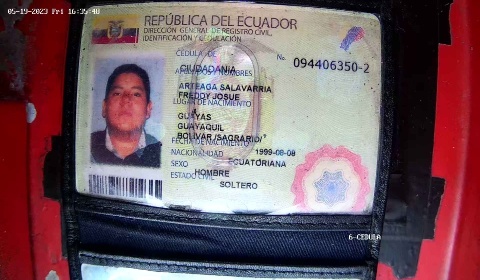 05-19-2023 Fri 16:35:48
REPÚBLICA DEL ECUADOR
DIRECCIÓN GENERAL DE REGISTRO CIVIL,
IDENTIFICACIÓN Y CEDULACIÓN
CÉDULA DE
No. 094406350-2
CIUDADANÍA
APELLIDOS Y NOMBRES
ARTEAGA SALAVARRIA
FREDDY JOSUE
LUGAR DE NACIMIENTO
GUAYAS
GUAYAQUIL
BOLIVAR /SAGRARIO/
FECHA DE NACIMIENTO
1999-08-08
NACIONALIDAD
ECUATORIANA
SEXO
HOMBRE
ESTADO CIVIL
SOLTERO
6-CEDULA